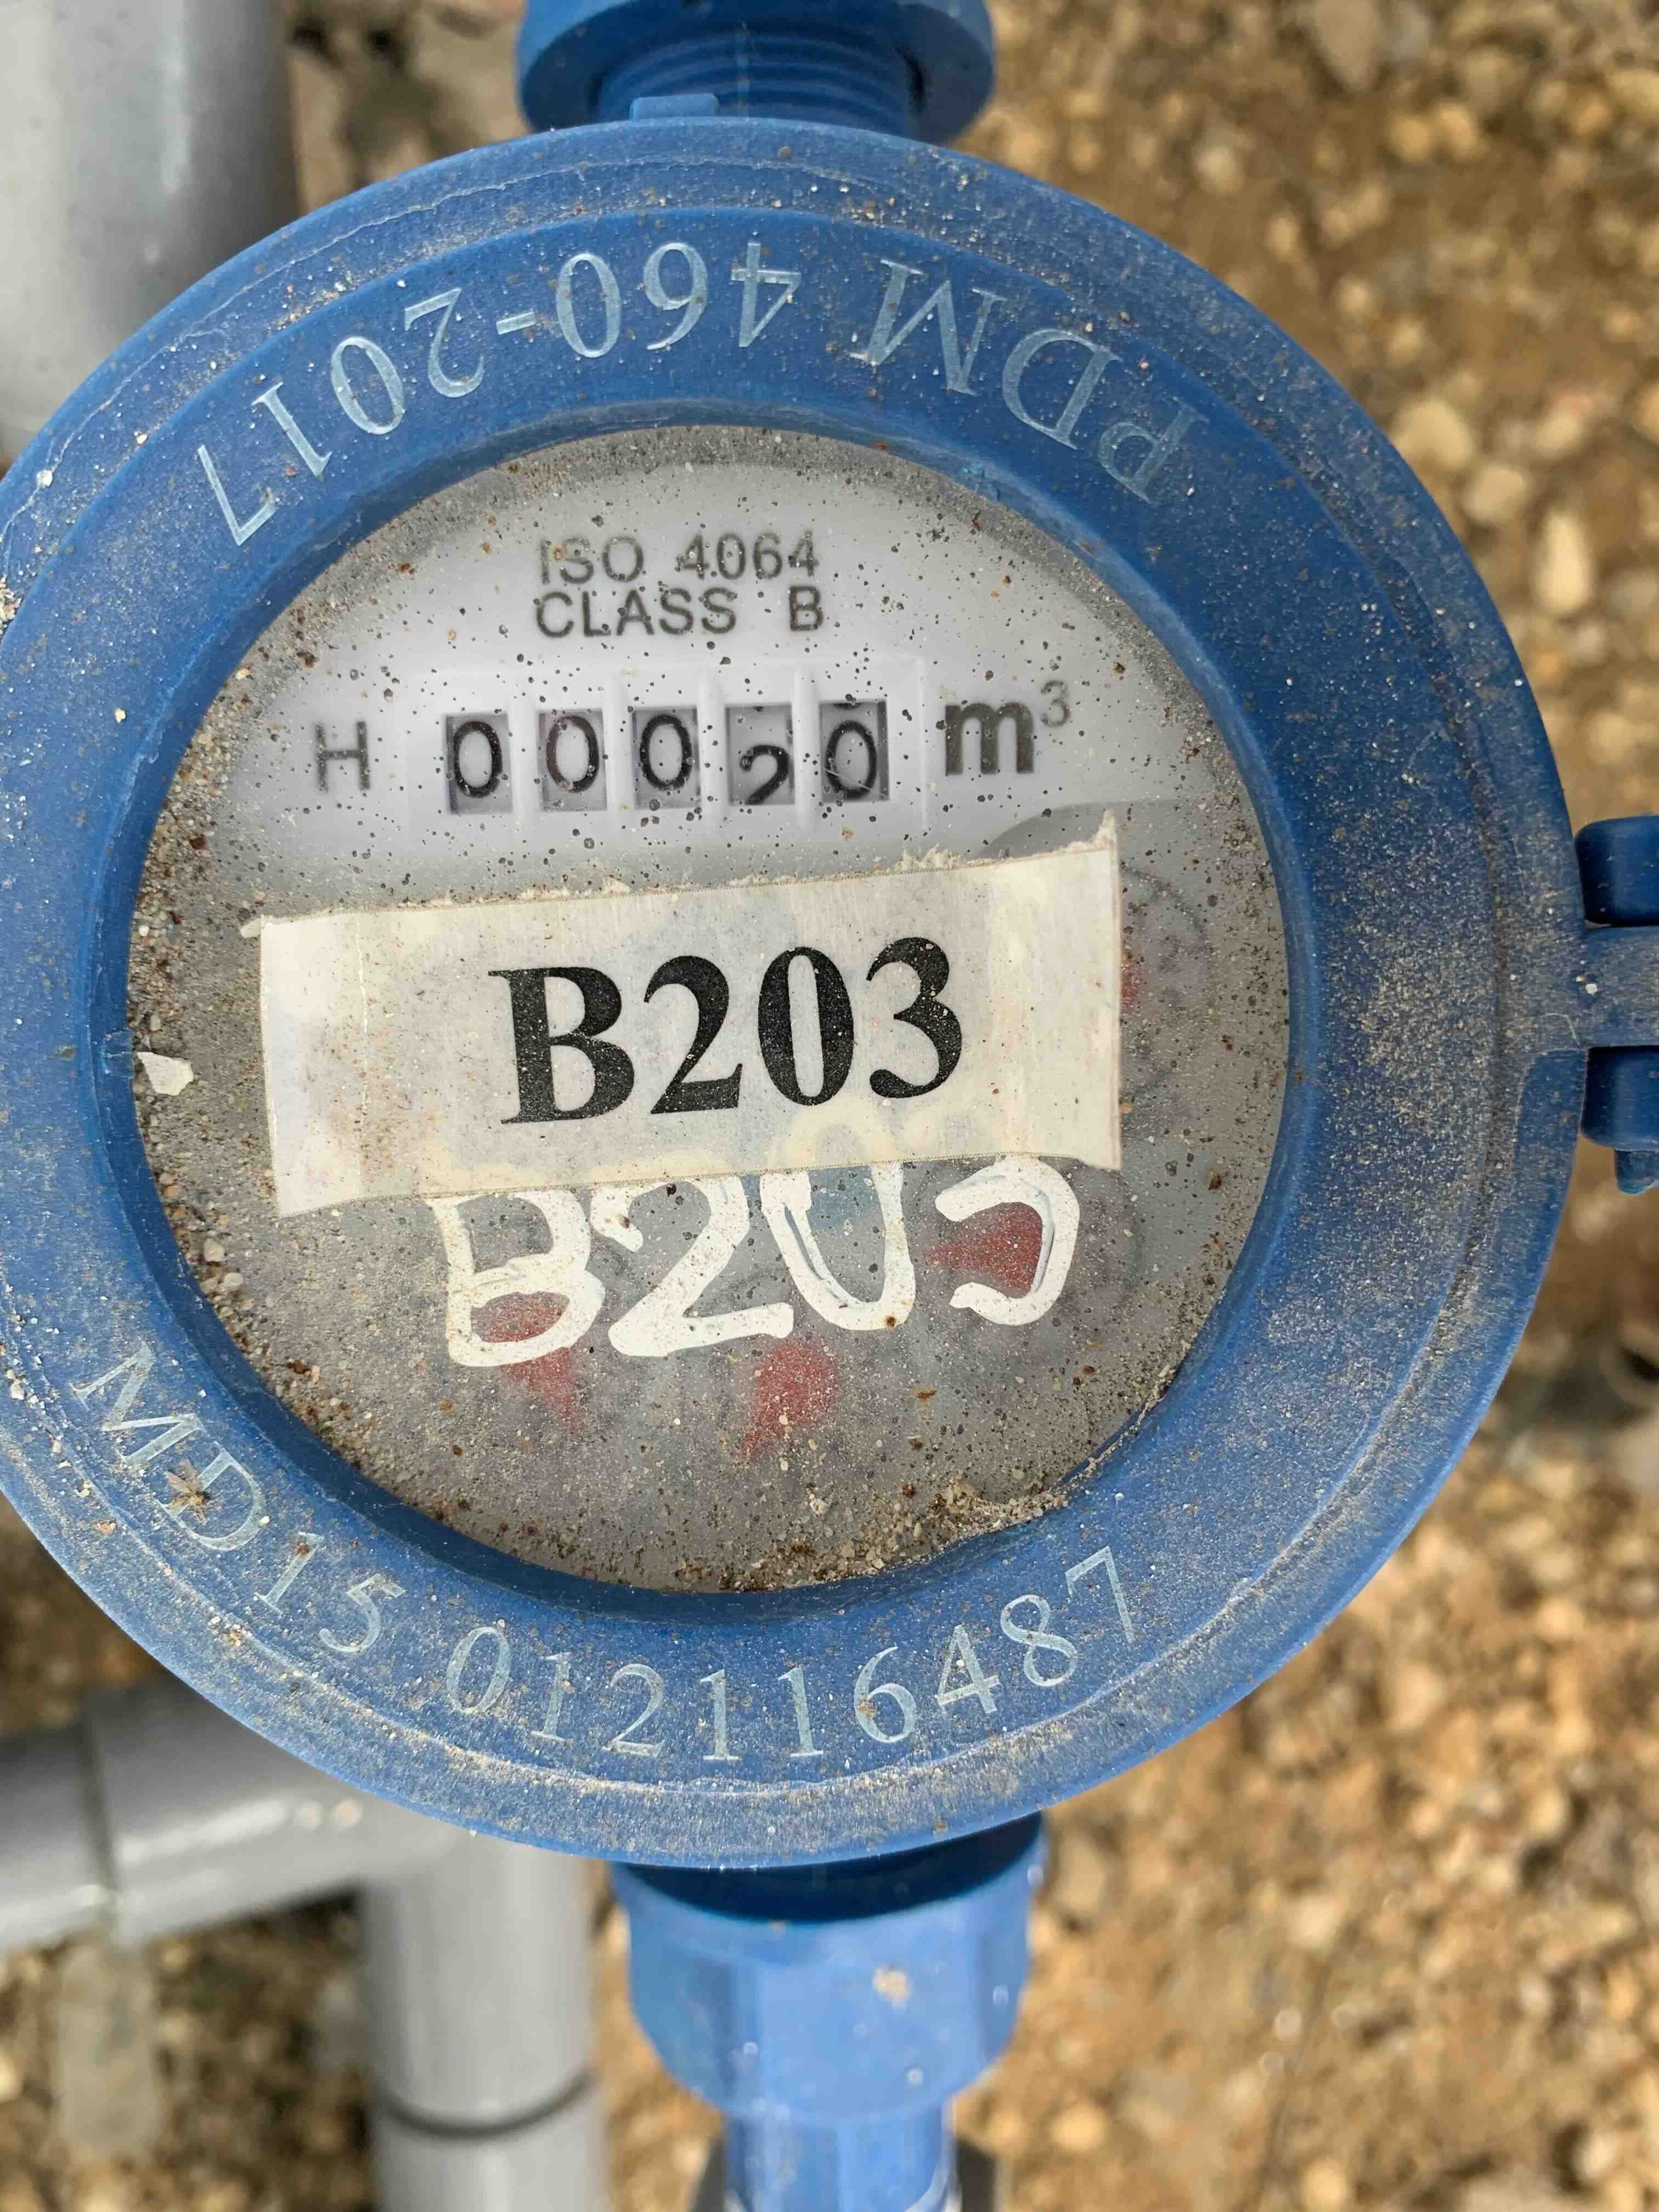 PDM 460-2017
ISO 4064
CLASS B
H 00020 m³
B203
B203
MD15 012116487